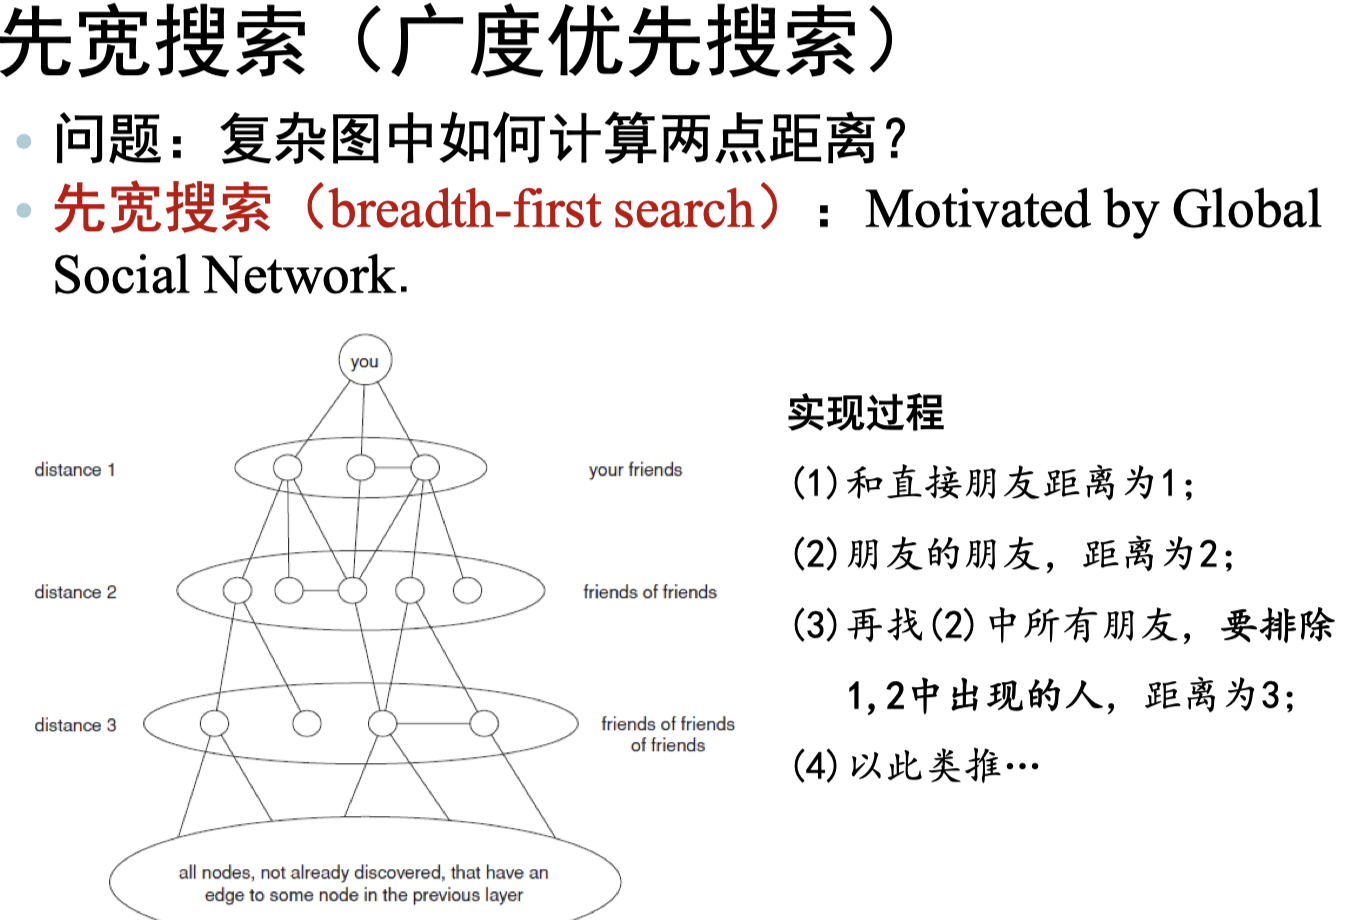 先宽搜索（广度优先搜索）
• 问题：复杂图中如何计算两点距离？
• 先宽搜索（breadth-first search）：Motivated by Global
Social Network.
you
distance 1
your friends
distance 2
friends of friends
distance 3
friends of friends
of friends
all nodes, not already discovered, that have an
edge to some node in the previous layer
实现过程
(1)和直接朋友距离为1；
(2)朋友的朋友，距离为2；
(3)再找(2)中所有朋友，要排除
1,2中出现的人，距离为3；
(4)以此类推…